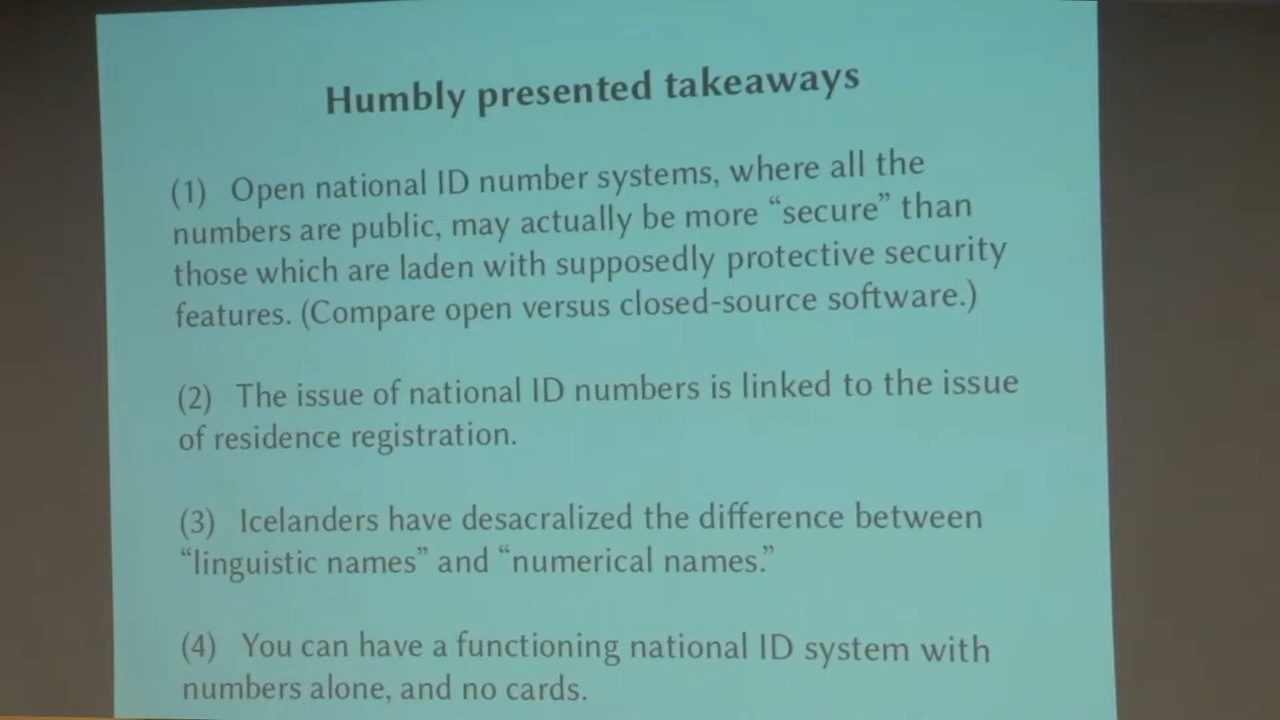 Humbly presented takeaways
(1) Open national ID number systems, where all the
numbers are public, may actually be more “secure” than
those which are laden with supposedly protective security
features. (Compare open versus closed-source software.)
(2) The issue of national ID numbers is linked to the issue
of residence registration.
(3) Icelanders have desacralized the difference between
“linguistic names” and “numerical names.”
(4) You can have a functioning national ID system with
numbers alone, and no cards.